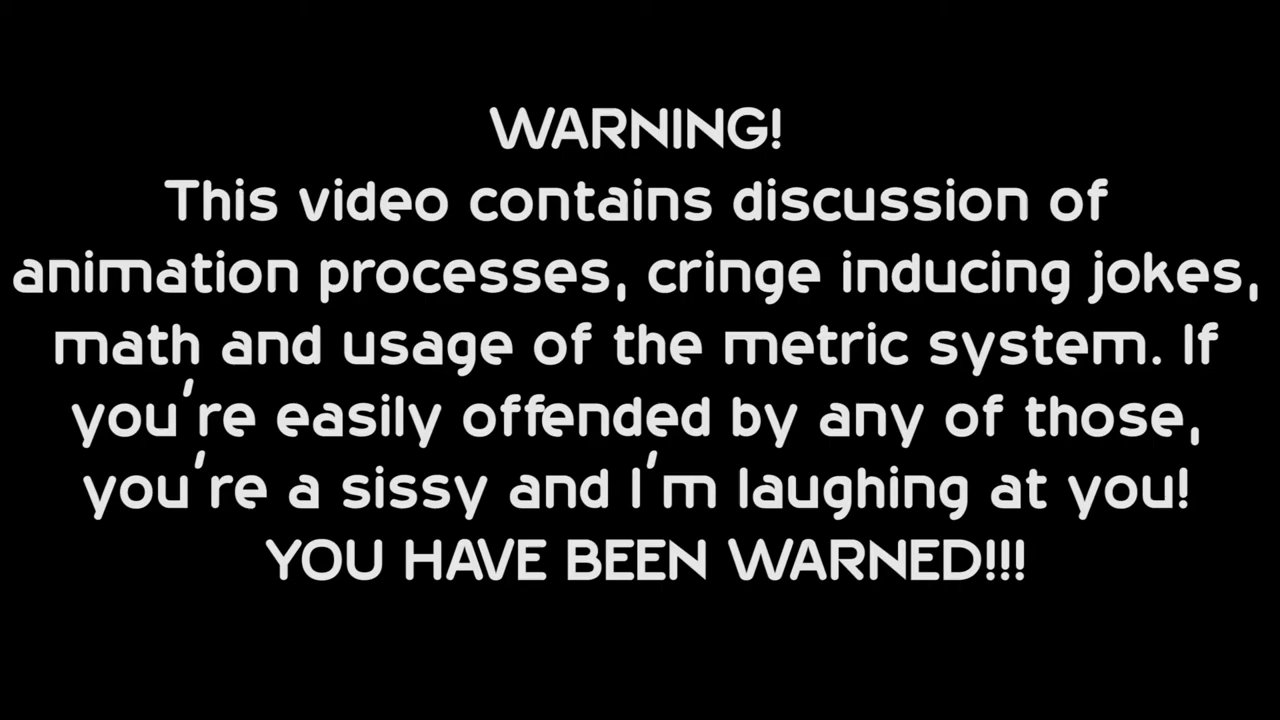 WARNING!
This video contains discussion of
animation processes, cringe inducing jokes,
math and usage of the metric system. If
you're easily offended by any of those,
you're a sissy and I'm laughing at you!
YOU HAVE BEEN WARNED!!!